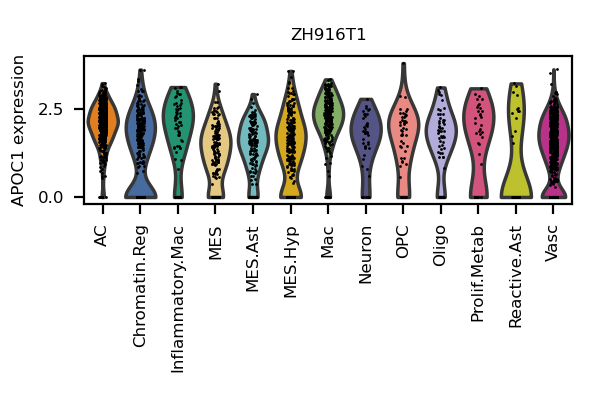 ZH916T1
APOC1 expression
2.5
0.0
AC
Chromatin.Reg
Inflammatory.Mac
MES
MES.Ast
MES.Hyp
Mac
Neuron
OPC
Oligo
Prolif.Metab
Reactive.Ast
Vasc